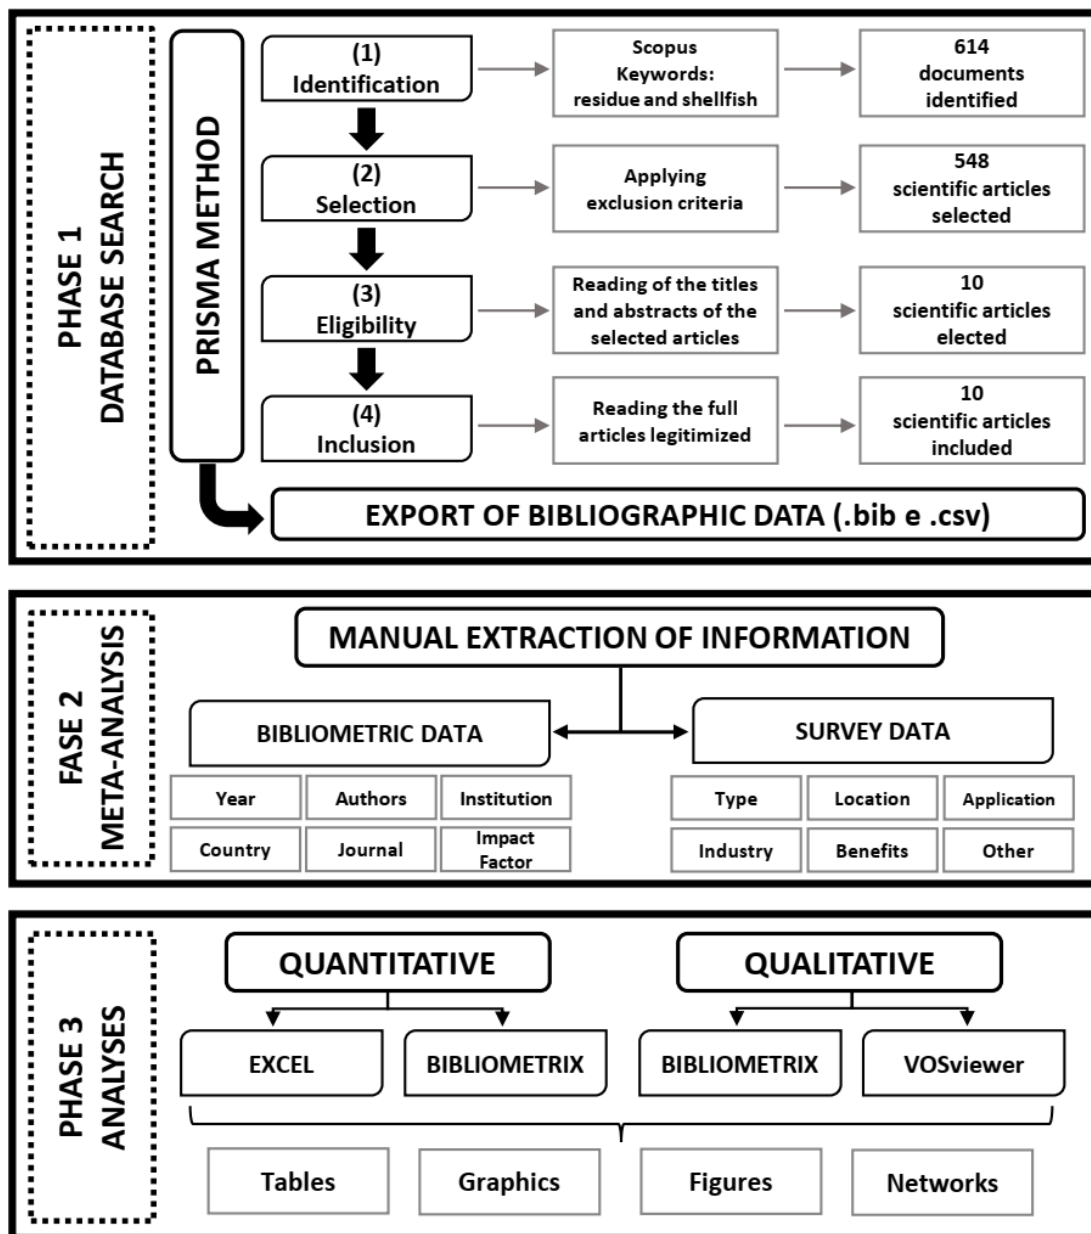 PHASE 1
DATABASE SEARCH
PRISMA METHOD
(1)
Identification
Scopus
Keywords:
residue and shellfish
614
documents
identified
(2)
Selection
Applying
exclusion criteria
548
scientific articles
selected
(3)
Eligibility
Reading of the titles
and abstracts of the
selected articles
10
scientific articles
elected
(4)
Inclusion
Reading the full
articles legitimized
10
scientific articles
included
EXPORT OF BIBLIOGRAPHIC DATA (.bib e .csv)
FASE 2
META-ANALYSIS
MANUAL EXTRACTION OF INFORMATION
BIBLIOMETRIC DATA
SURVEY DATA
Year
Authors
Institution
Type
Location
Application
Country
Journal
Impact
Factor
Industry
Benefits
Other
PHASE 3
ANALYSES
QUANTITATIVE
QUALITATIVE
EXCEL
BIBLIOMETRIX
BIBLIOMETRIX
VOSviewer
Tables
Graphics
Figures
Networks